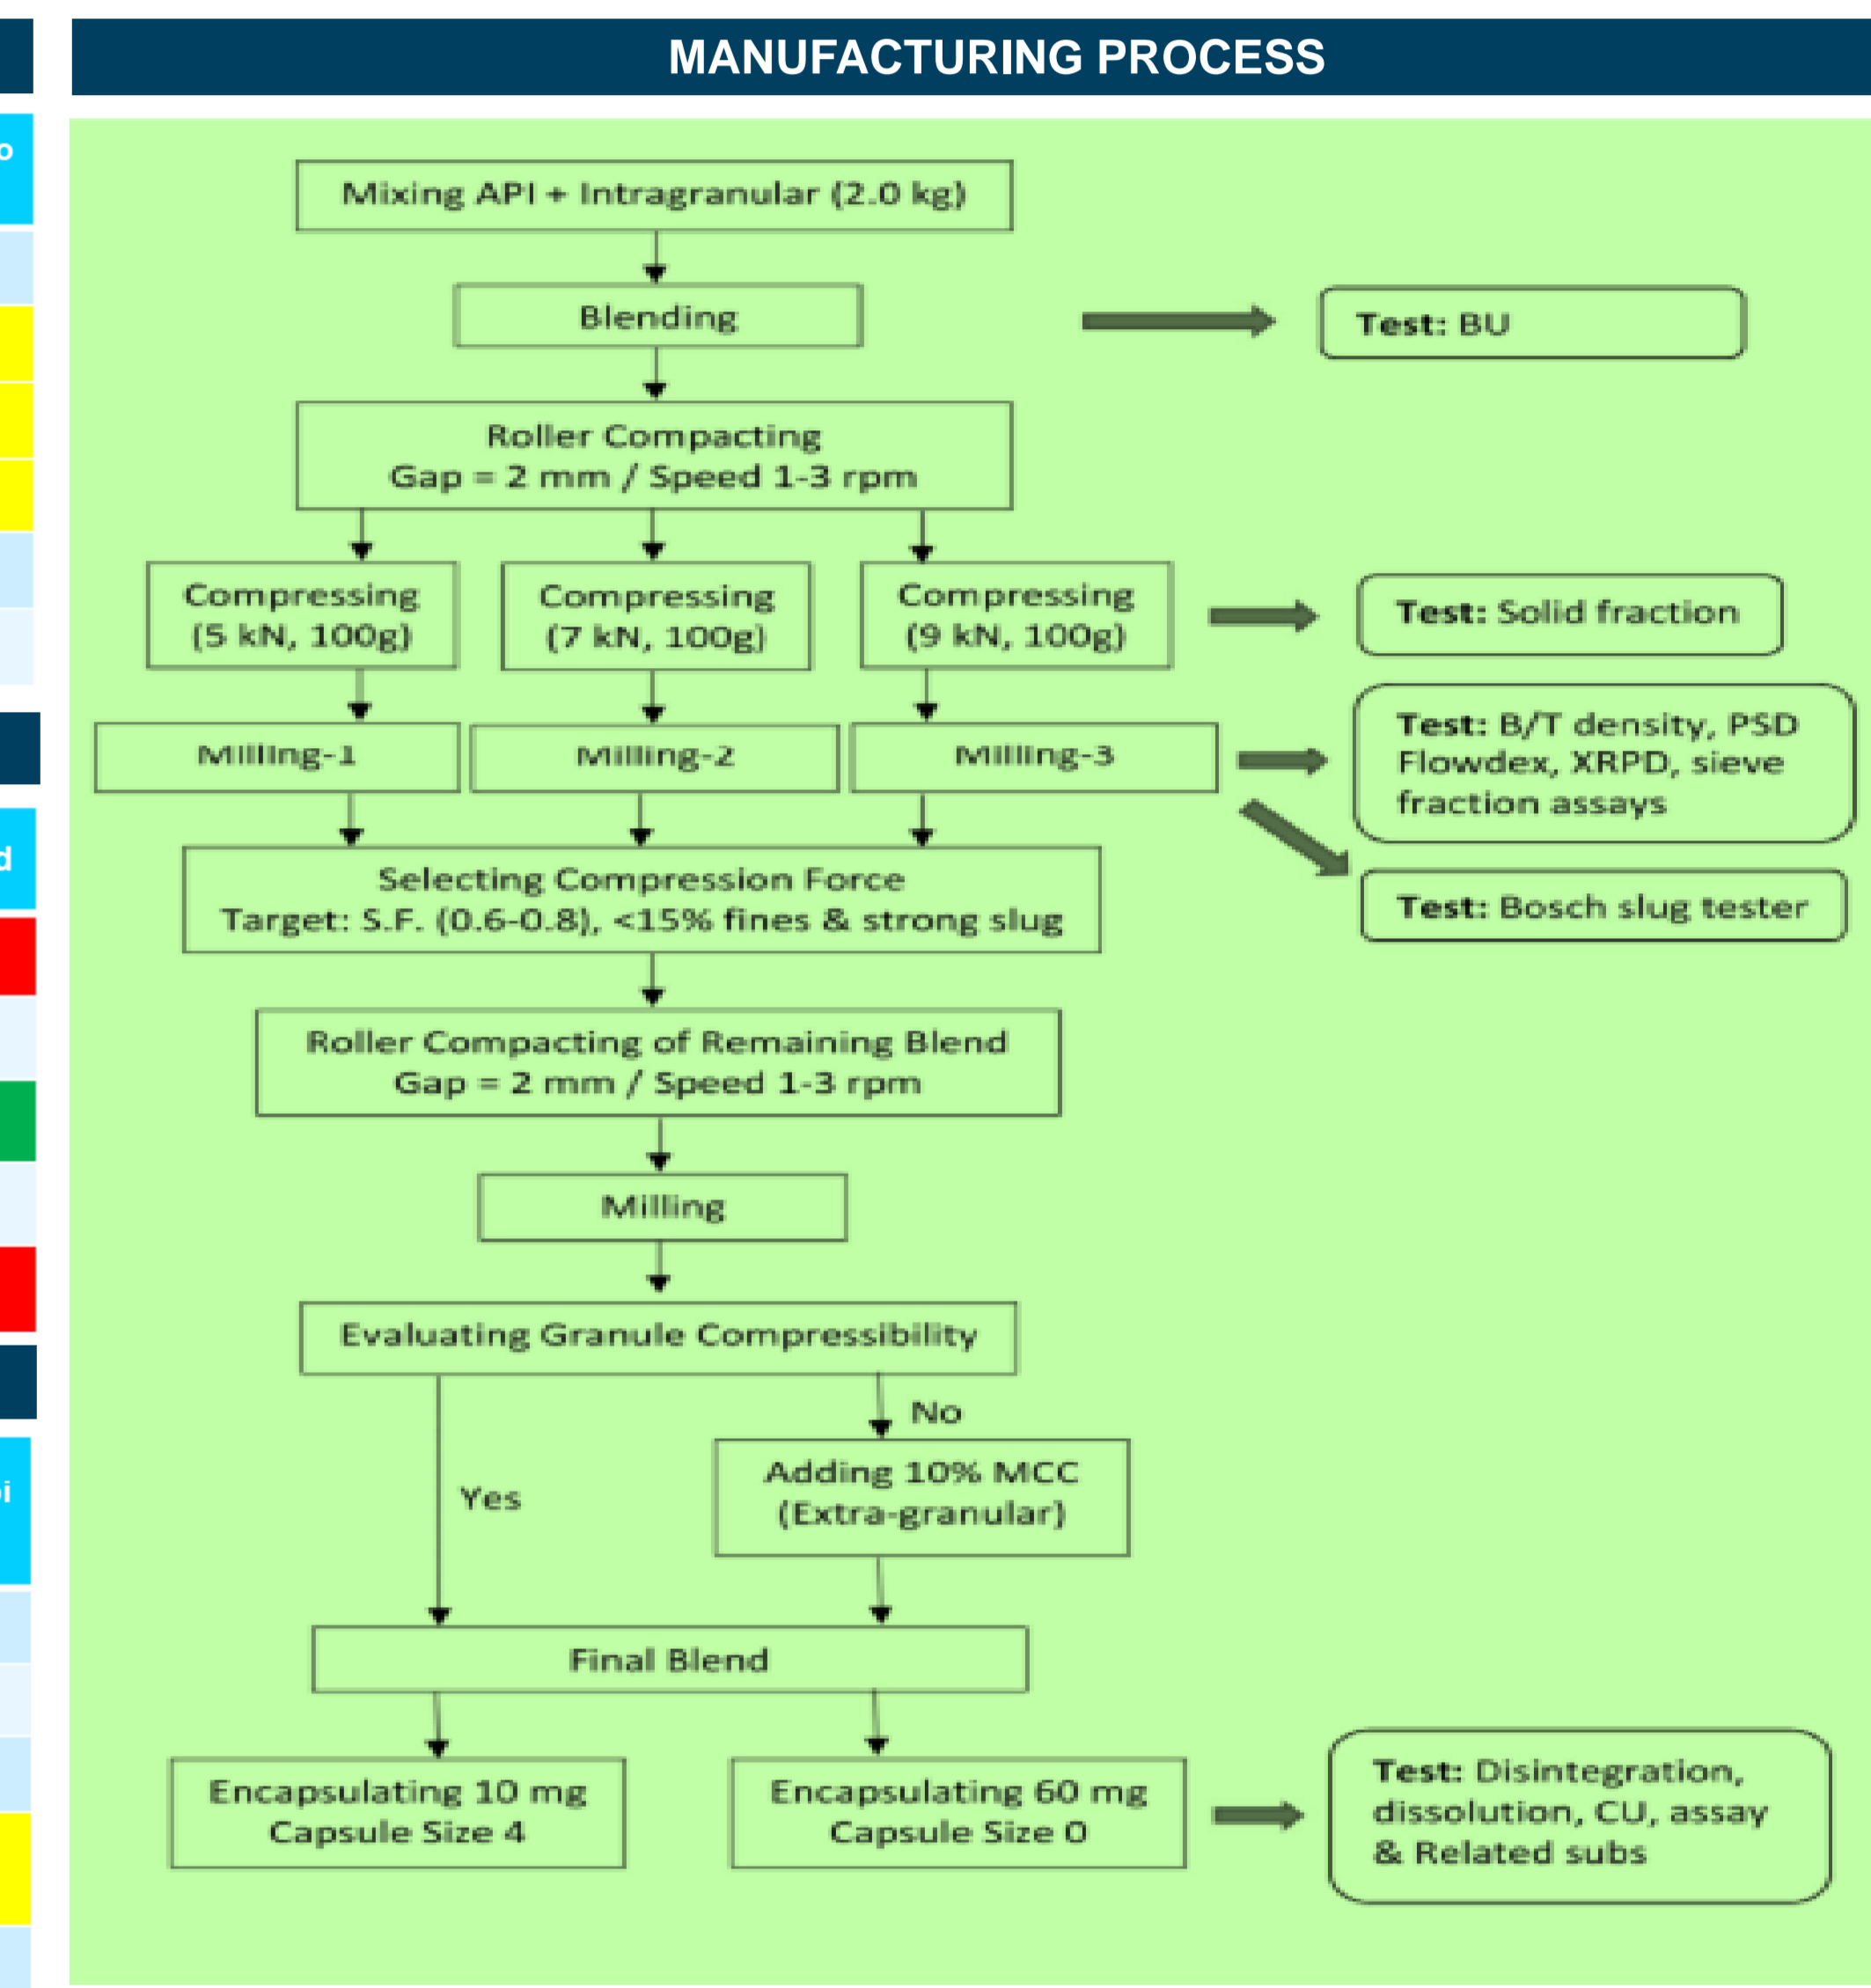 MANUFACTURING PROCESS
o
d
oi
Mixing API + Intragranular (2.0 kg)
Blending
Test: BU
Roller Compacting
Gap = 2 mm / Speed 1-3 rpm
Compressing
(5 kN, 100g)
Compressing
(7 kN, 100g)
Compressing
(9 kN, 100g)
Test: Solid fraction
Milling-1
Milling-2
Milling-3
Test: B/T density, PSD
Flowdex, XRPD, sieve
fraction assays
Selecting Compression Force
Target: S.F. (0.6-0.8), <15% fines & strong slug
Test: Bosch slug tester
Roller Compacting of Remaining Blend
Gap = 2 mm / Speed 1-3 rpm
Milling
Evaluating Granule Compressibility
No
Yes
Adding 10% MCC
(Extra-granular)
Final Blend
Encapsulating 10 mg
Capsule Size 4
Encapsulating 60 mg
Capsule Size 0
Test: Disintegration,
dissolution, CU, assay
& Related subs